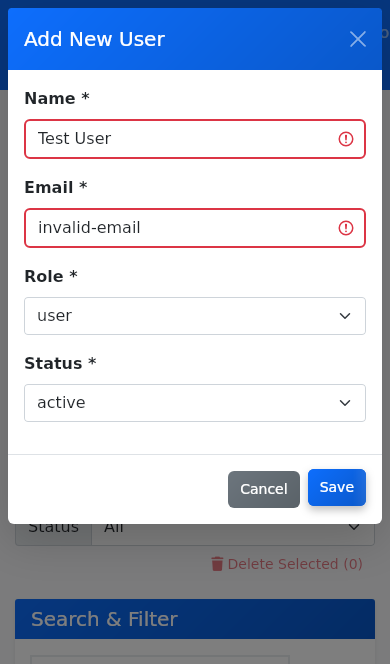 Add New User
Name *
Test User
Email *
invalid-email
Role *
user
Status *
active
Cancel
Save
Status
All
Delete Selected (0)
Search & Filter